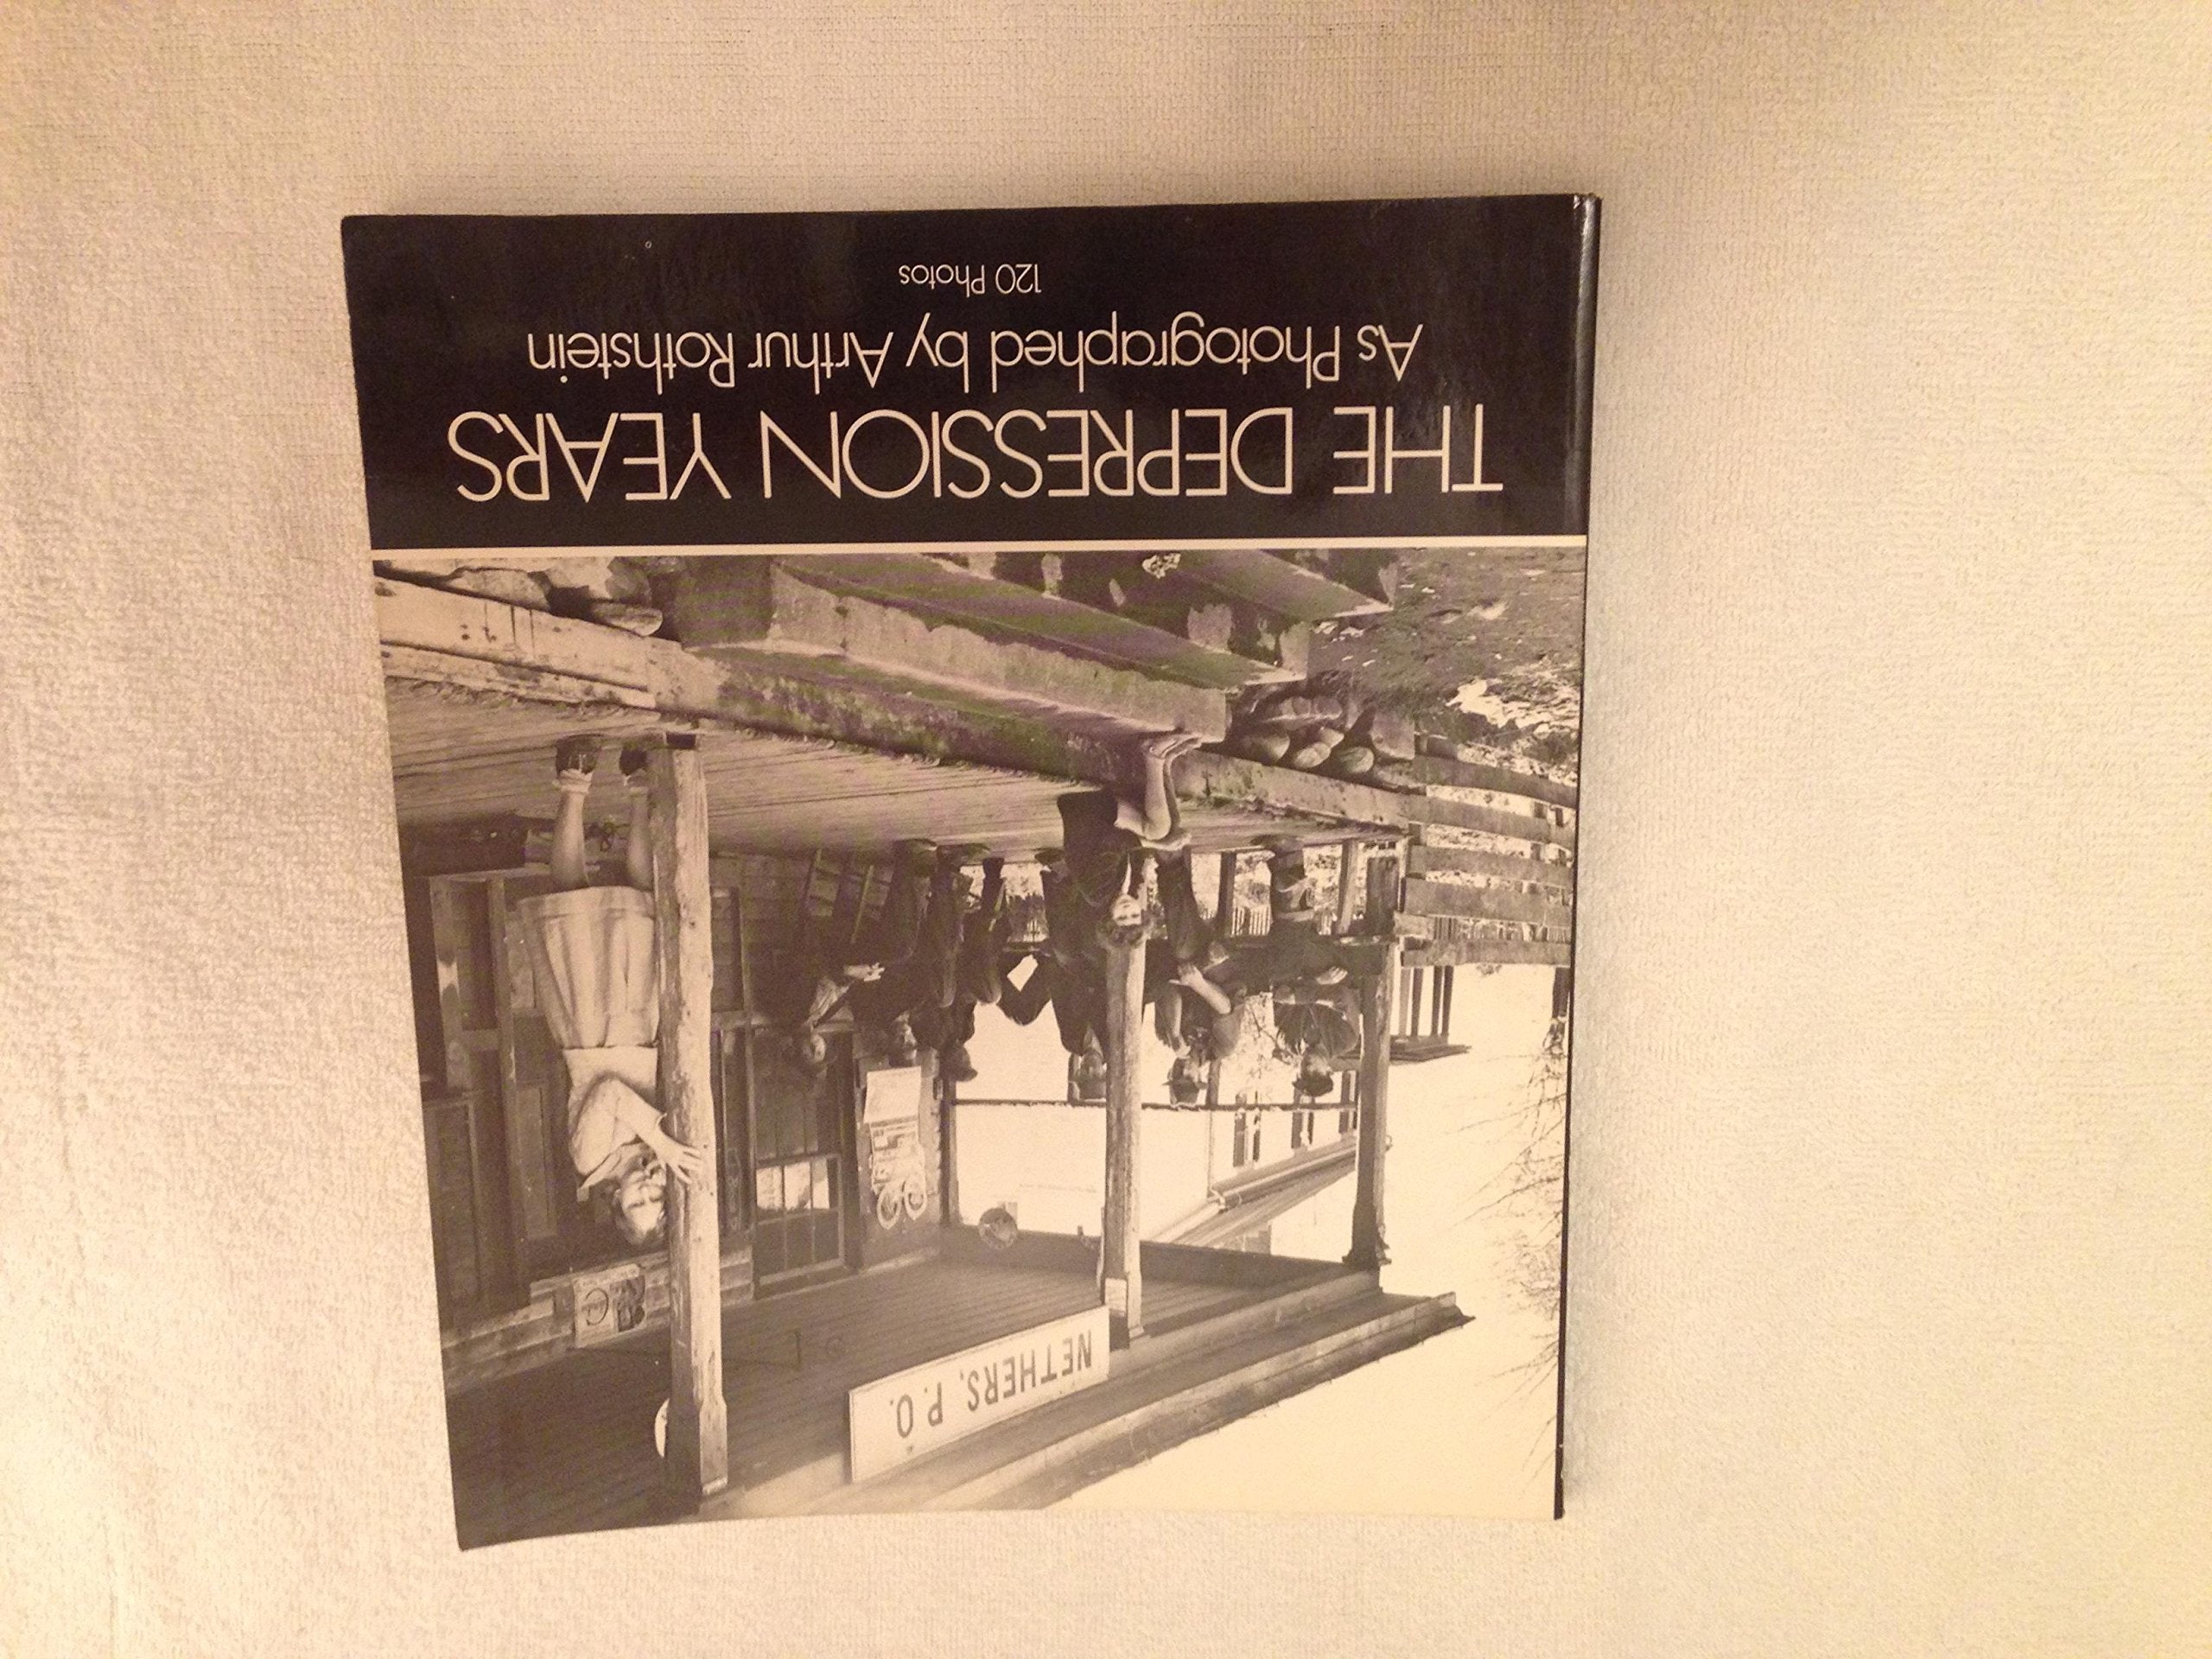 NETHERS, P.O.
THE DEPRESSION YEARS
As Photographed by Arthur Rothstein
120 Photos